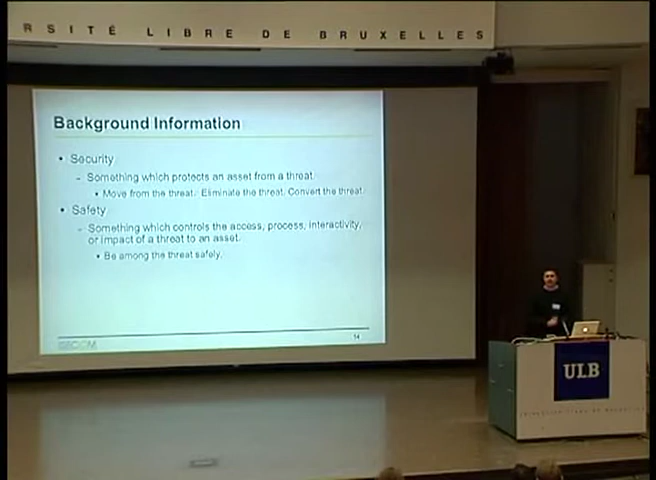 RSITÉ LIBRE DE BRUXELLES
Background Information
• Security
– Something which protects an asset from a threat.
• Move from the threat. Eliminate the threat. Convert the threat.
• Safety
– Something which controls the access, process, interactivity,
or impact of a threat to an asset.
• Be among the threat safely.
14
ULB